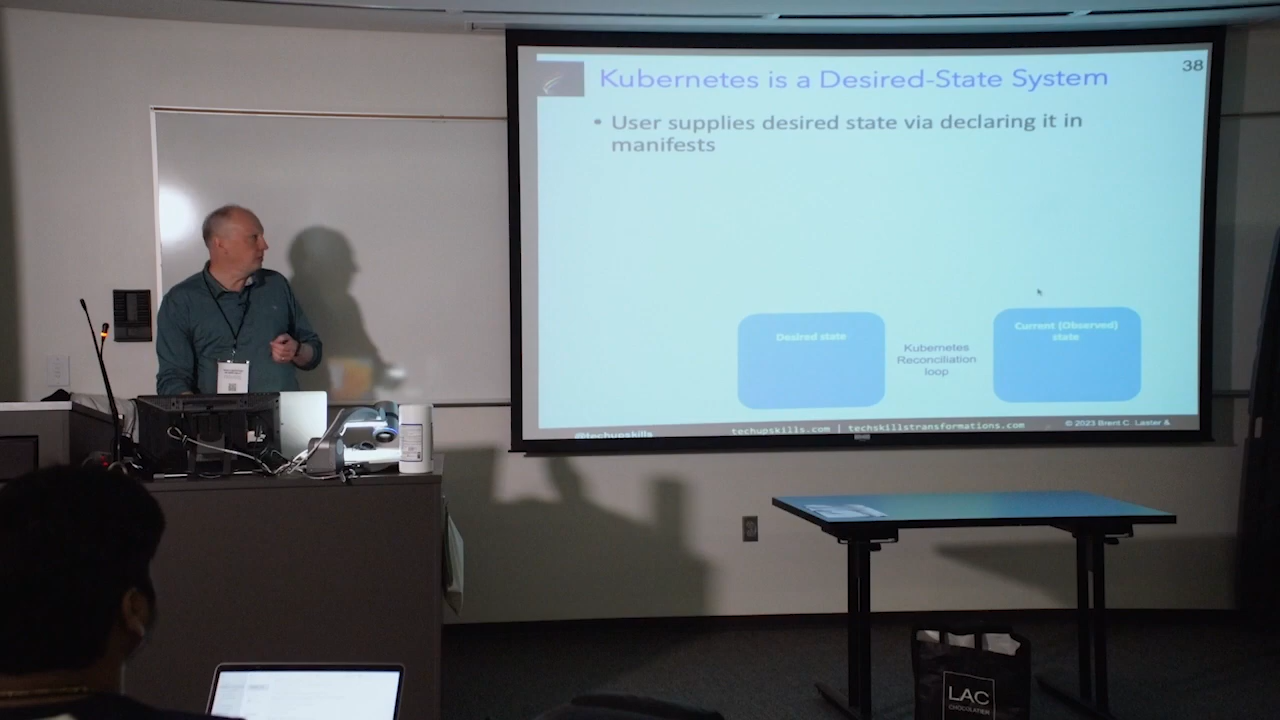 38
Kubernetes is a Desired-State System
• User supplies desired state via declaring it in
manifests
Desired state
Kubernetes
Reconciliation
loop
Current (Observed)
state
@techupskills
techupskills.com | techskillstransformations.com
© 2023 Brent C. Laster &
LAC
CHOCOLATIER